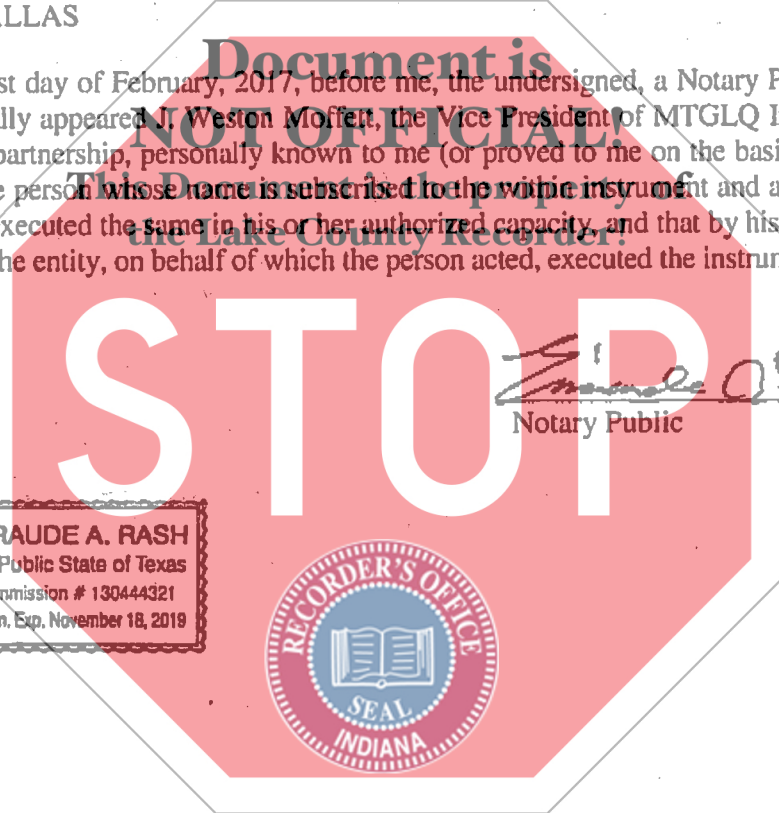 ALLAS
Document is
st day of February, 2017, before me, the undersigned, a Notary P
lly appeared J. Weston Moffett, the Vice President of MTGLQ I
NOT OFFICIAL!
partnership, personally known to me (or proved to me on the basi
e person whose name is subscribed to the within instrument and a
This Document is the property of
xecuted the same in his or her authorized capacity, and that by his
the Lake County Recorder!
he entity, on behalf of which the person acted, executed the instrum
STOP
Notary Public
RAUDE A. RASH
Public State of Texas
mmission # 130444321
m. Exp. November 18, 2019
RECORDER'S OFFICE
SEAL
INDIANA